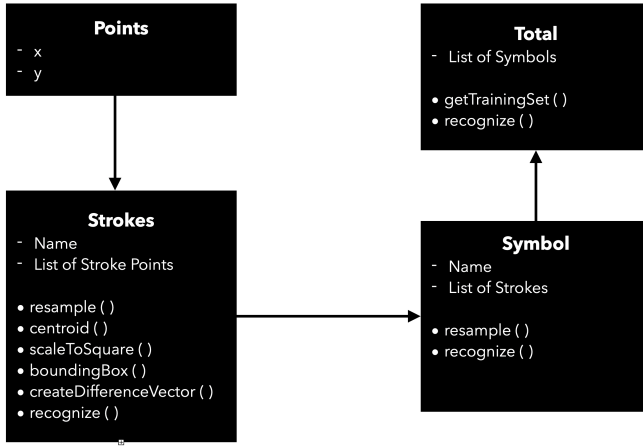 Points
- x
- y
Strokes
- Name
- List of Stroke Points
• resample ( )
• centroid ( )
• scaleToSquare ( )
• boundingBox ( )
• createDifferenceVector ( )
• recognize ( )
Symbol
- Name
- List of Strokes
• resample ( )
• recognize ( )
Total
- List of Symbols
• getTrainingSet ( )
• recognize ( )